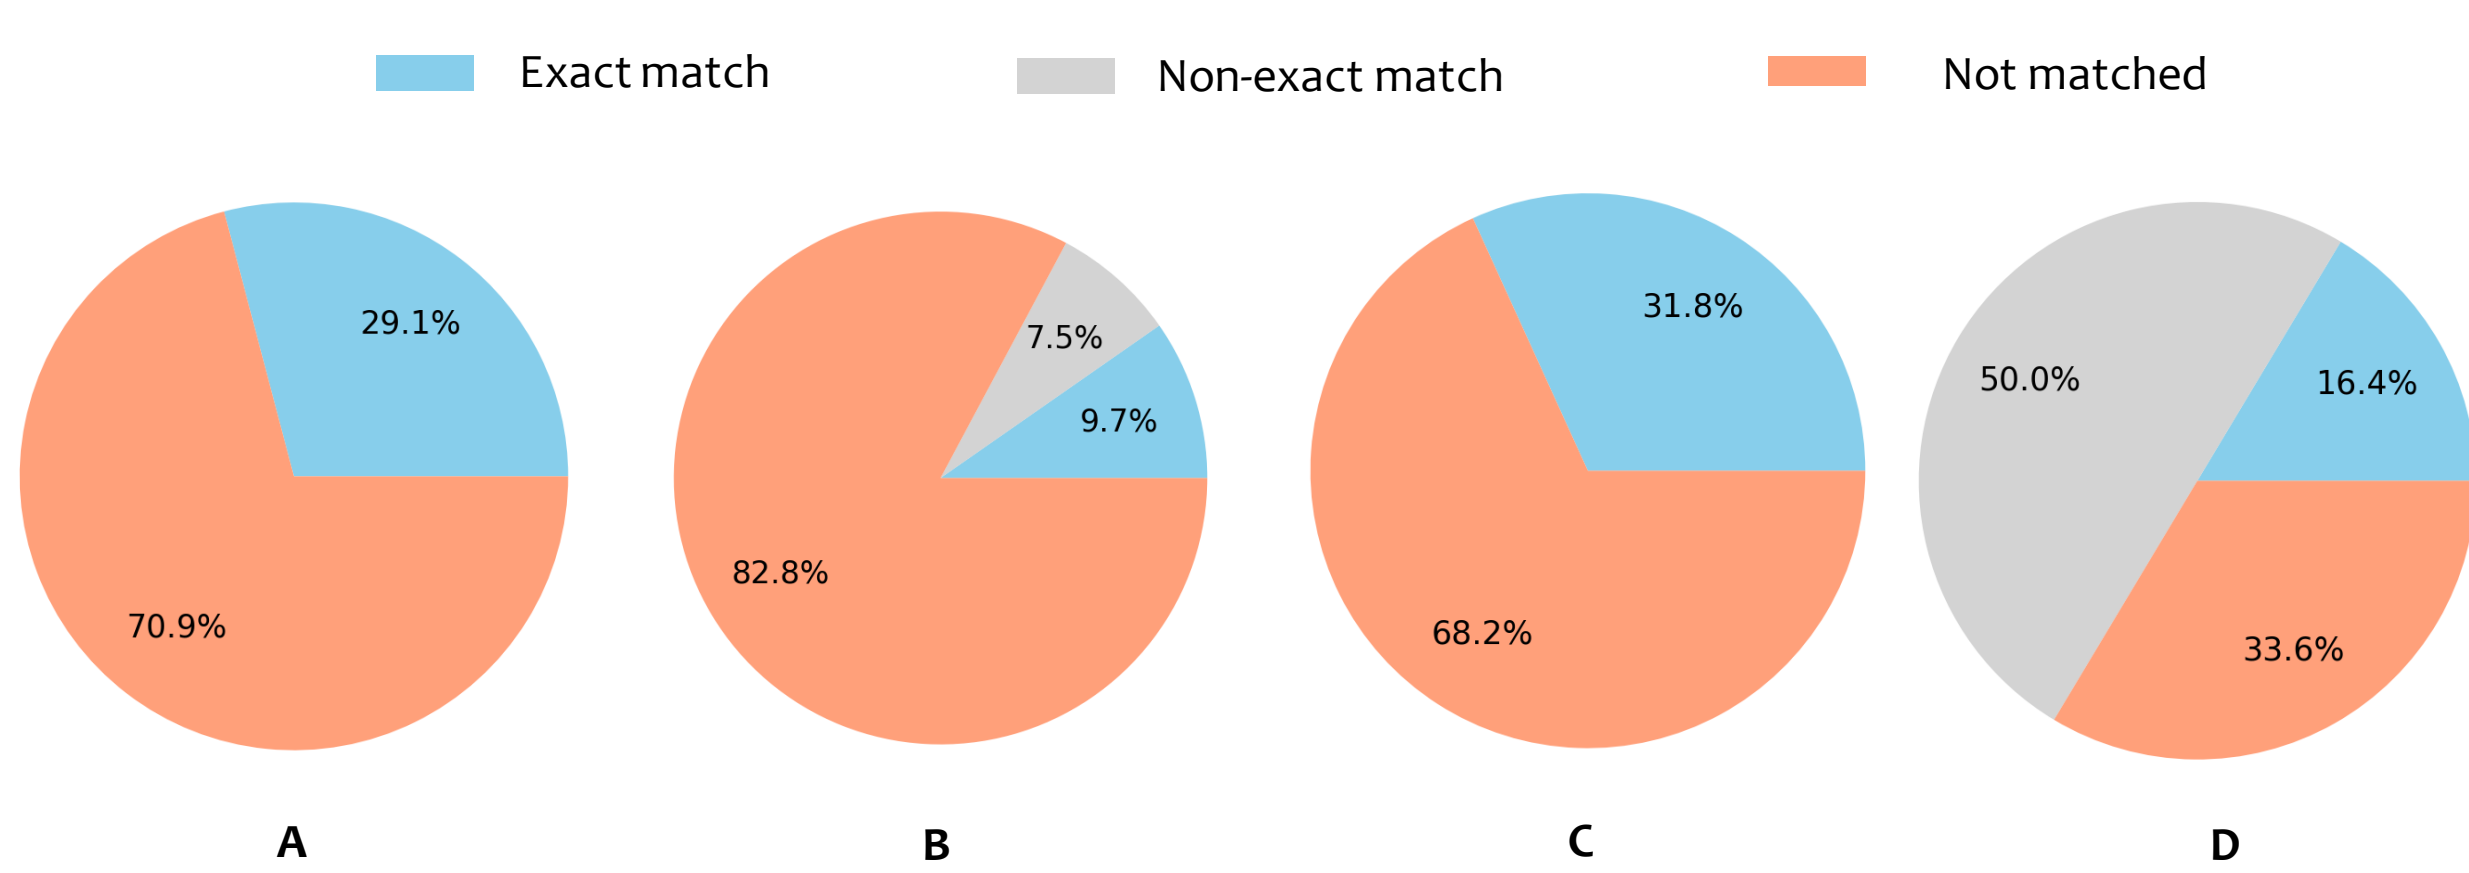 Exact match
Non-exact match
Not matched
29.1%
70.9%
A
7.5%
9.7%
82.8%
B
31.8%
68.2%
C
50.0%
16.4%
33.6%
D